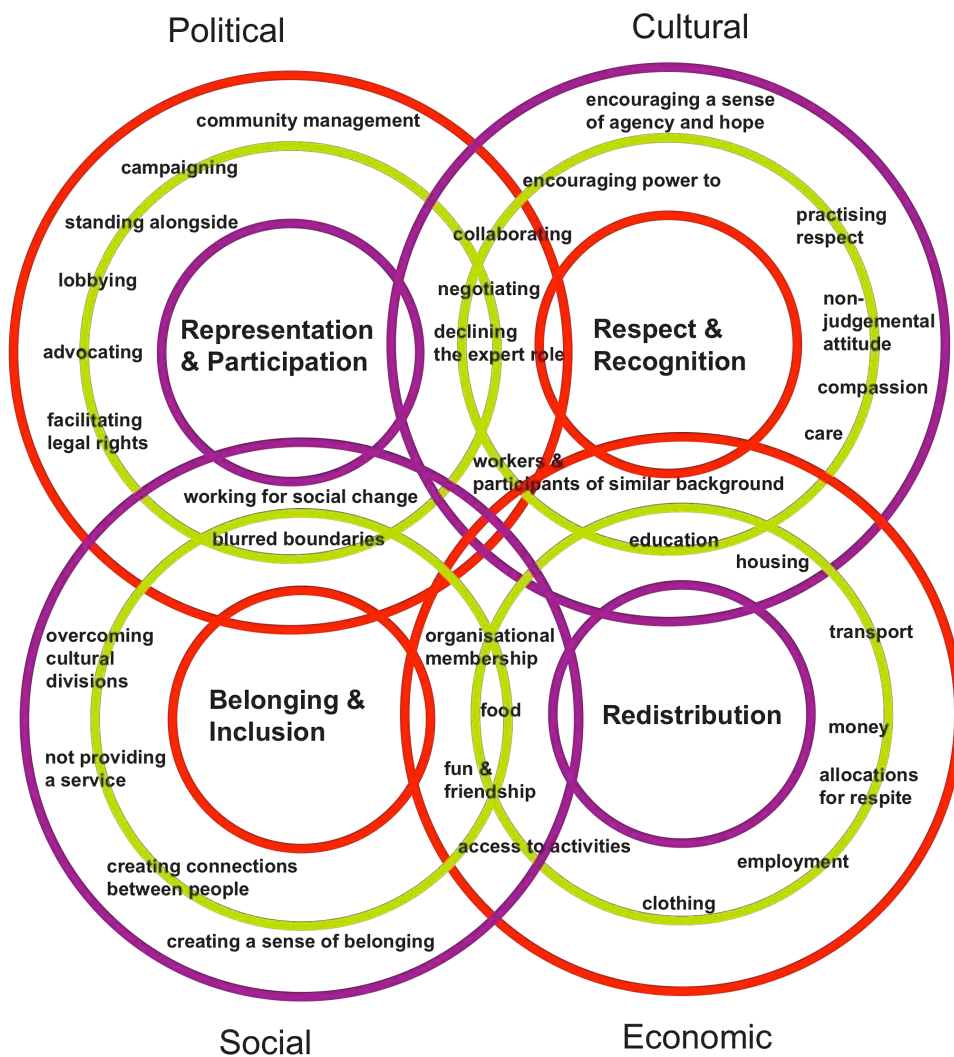 Political
Cultural
community management
campaigning
standing alongside
lobbying
advocating
facilitating
legal rights
Representation
& Participation
encouraging a sense
of agency and hope
encouraging power to
collaborating
negotiating
declining
the expert role
Respect &
Recognition
practising
respect
non-
judgemental
attitude
compassion
care
workers &
participants of similar background
working for social change
blurred boundaries
education
housing
overcoming
cultural
divisions
not providing
a service
Belonging &
Inclusion
organisational
membership
food
fun &
friendship
access to activities
Redistribution
transport
money
allocations
for respite
employment
clothing
creating connections
between people
creating a sense of belonging
Social
Economic